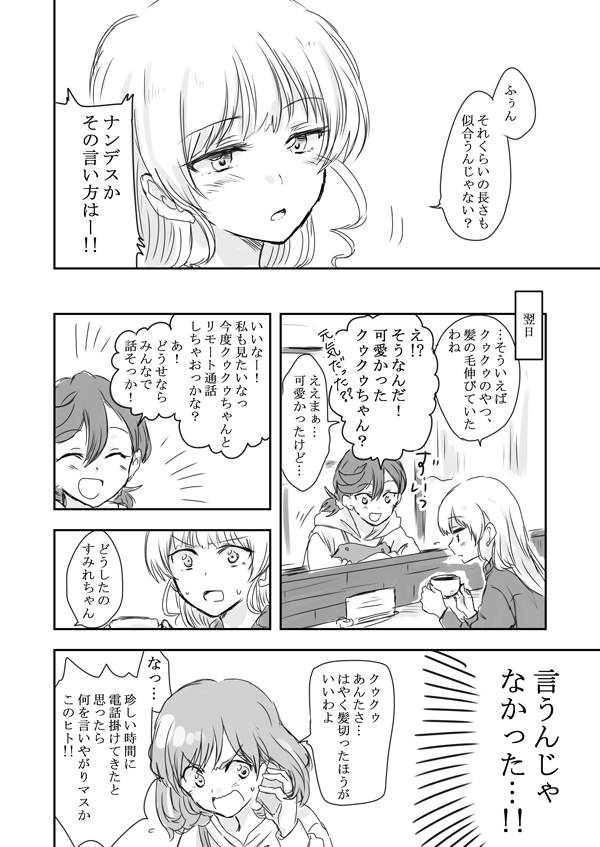 ふぅん
それくらいの長さも
似合うんじゃない？
ナンデスか
その言い方はー！！
翌日
…そういえば
クゥクゥのやつ、
髪の毛伸びていた
わね
え！？
そうなんだ！
可愛かった
クゥクゥちゃん？
元気だった？？
ずいっ
ええまぁ…
可愛かったけど…
いいなー！
私も見たいなっ
今度クゥクゥちゃんと
リモート通話
しちゃおっかな？
あ！
どうせなら
みんなで
話そっか！
どうしたの
すみれちゃん
言うんじゃ
なかった…！！
クゥクゥ
あんたさ…
はやく髪切ったほうが
いいわよ
なっ…
珍しい時間に
電話掛けてきたと
思ったら
何を言いやがりマスか
このヒト！！